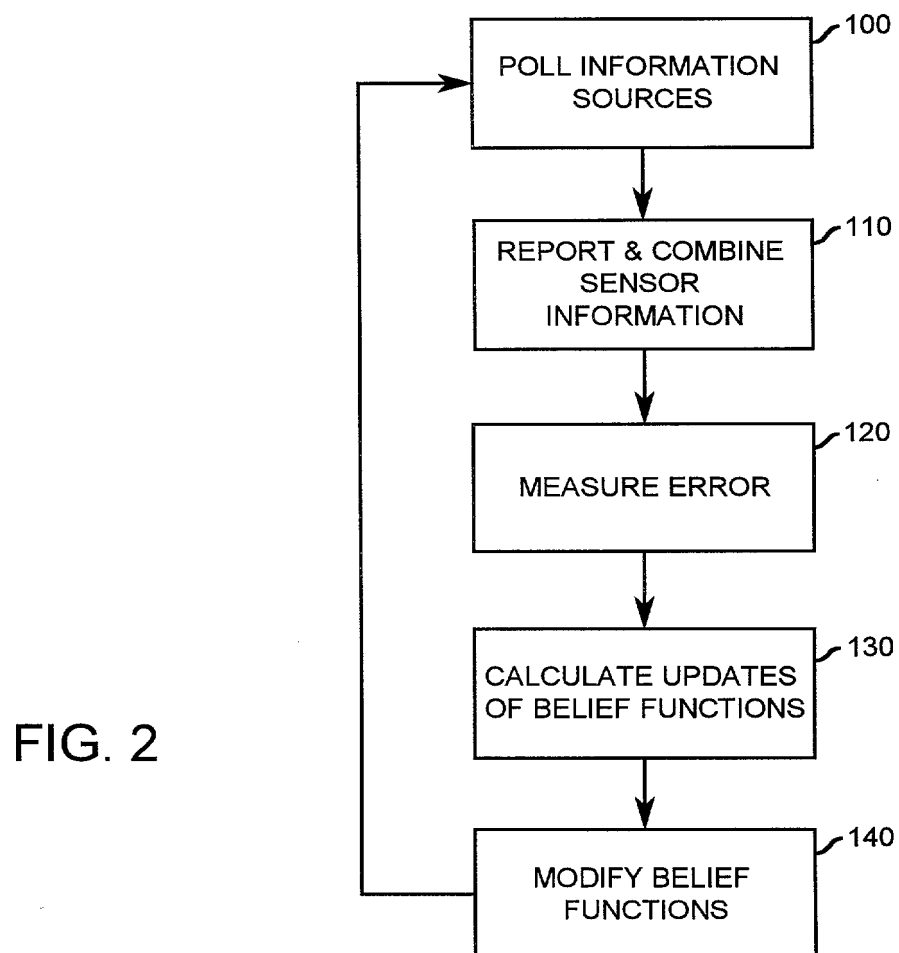 100
POLL INFORMATION
SOURCES
110
REPORT & COMBINE
SENSOR
INFORMATION
120
MEASURE ERROR
130
CALCULATE UPDATES
OF BELIEF FUNCTIONS
FIG. 2
140
MODIFY BELIEF
FUNCTIONS